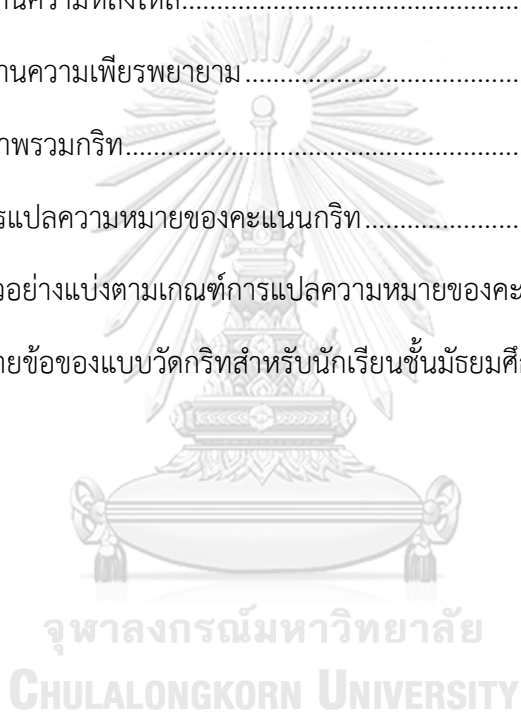 านความหลงใหล..................................................
านความเพียรพยายาม..........................................
าพรวมกริท............................................................
รแปลความหมายของคะแนนกริท.......................
วอย่างแบ่งตามเกณฑ์การแปลความหมายของคะ
ายข้อของแบบวัดกริทสำหรับนักเรียนชั้นมัธยมศึ
จุฬาลงกรณ์มหาวิทยาลัย
CHULALONGKORN UNIVERSITY